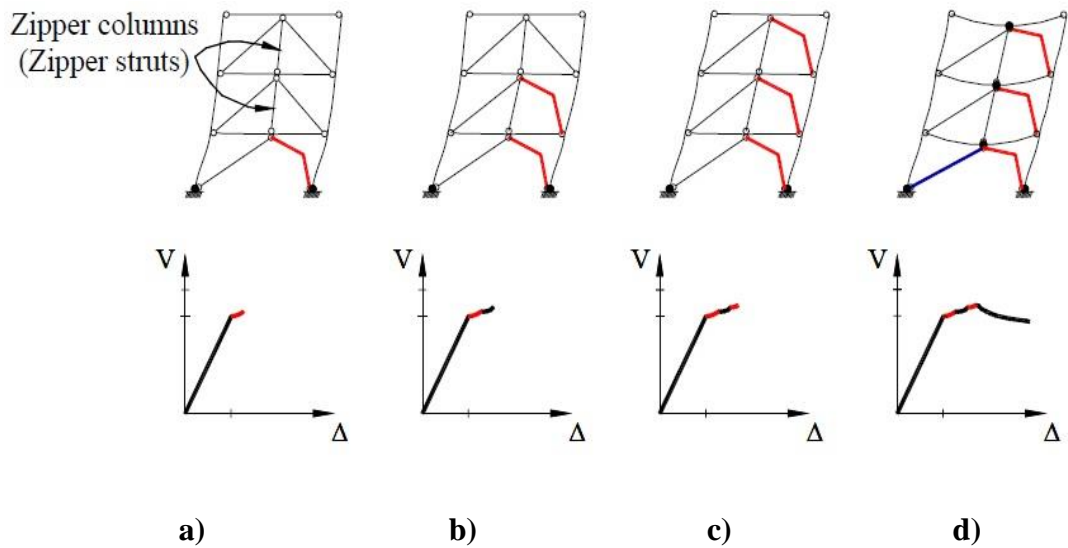 Zipper columns
(Zipper struts)
V
V
V
V
Δ
Δ
Δ
Δ
a)
b)
c)
d)